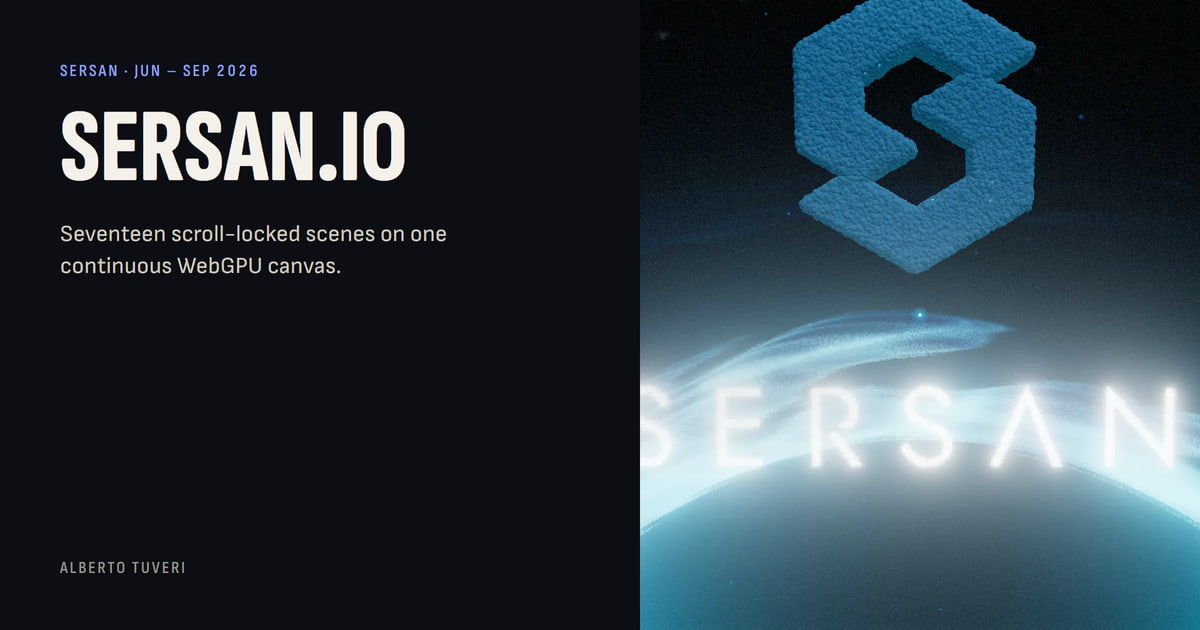 SERSAN · JUN – SEP 2026
SERSAN.IO
Seventeen scroll-locked scenes on one
continuous WebGPU canvas.
ALBERTO TUVERI
SERSAN